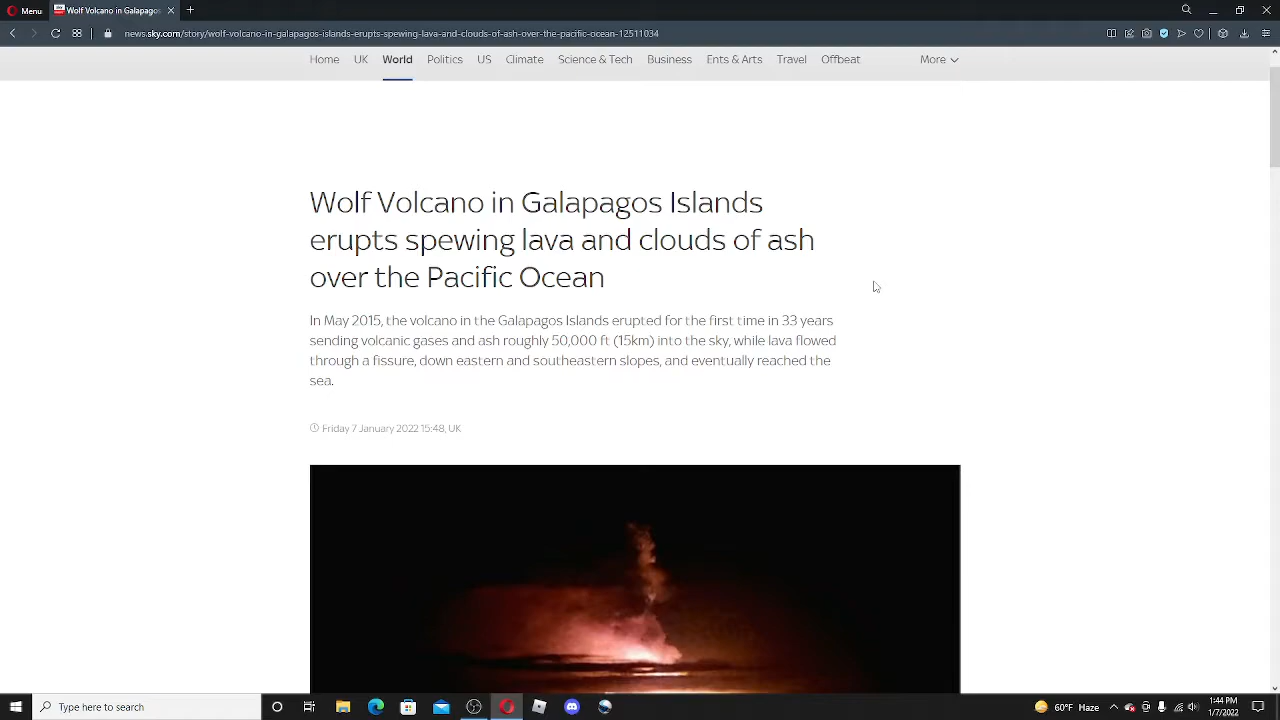 Menu
Wolf Volcano in Galapagos
news.sky.com/story/wolf-volcano-in-galapagos-islands-erupts-spewing-lava-and-clouds-of-ash-over-the-pacific-ocean-12511034
Home UK World Politics US Climate Science & Tech Business Ents & Arts Travel Offbeat More
Wolf Volcano in Galapagos Islands
erupts spewing lava and clouds of ash
over the Pacific Ocean
In May 2015, the volcano in the Galapagos Islands erupted for the first time in 33 years
sending volcanic gases and ash roughly 50,000 ft (15km) into the sky, while lava flowed
through a fissure, down eastern and southeastern slopes, and eventually reached the
sea.
Friday 7 January 2022 15:48, UK
Type here to search
60°F Haze
1:44 PM
1/7/2022